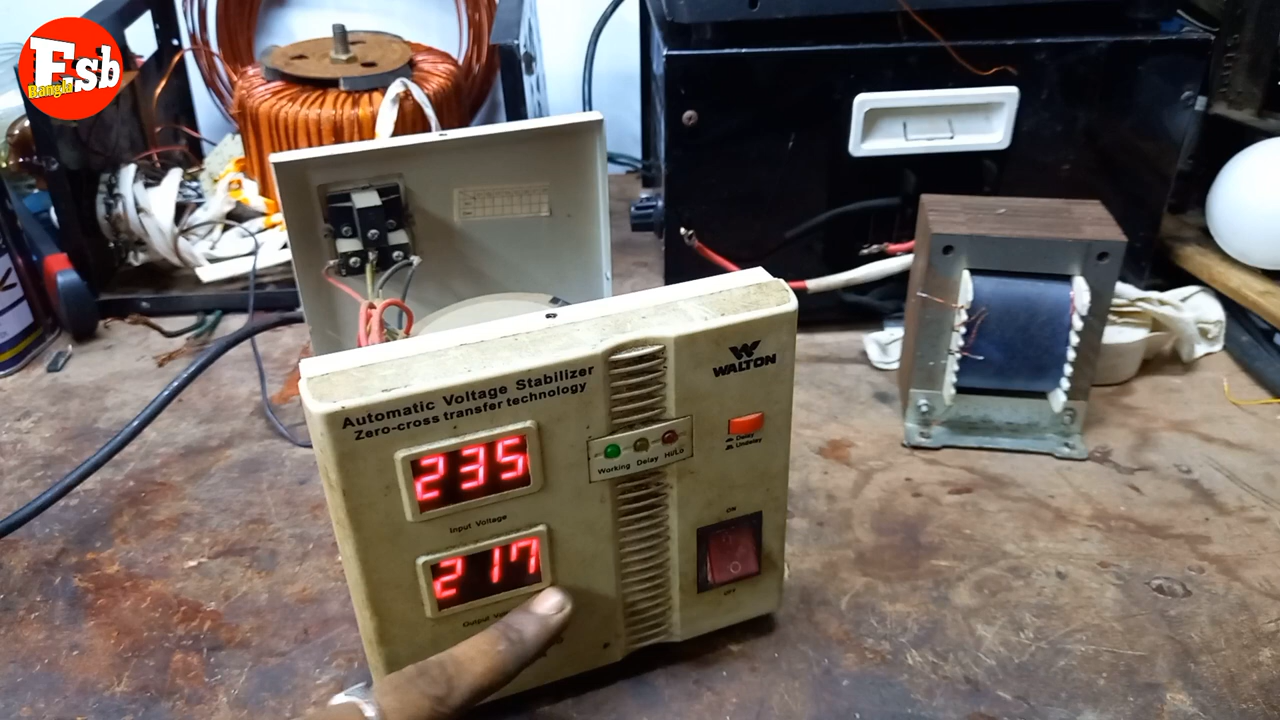 Esb
Bangla
WALTON
Automatic Voltage Stabilizer
Zero-cross transfer technology
235
Input Voltage
217
Working Delay Hi/Lo
Delay
Undelay
ON
OFF